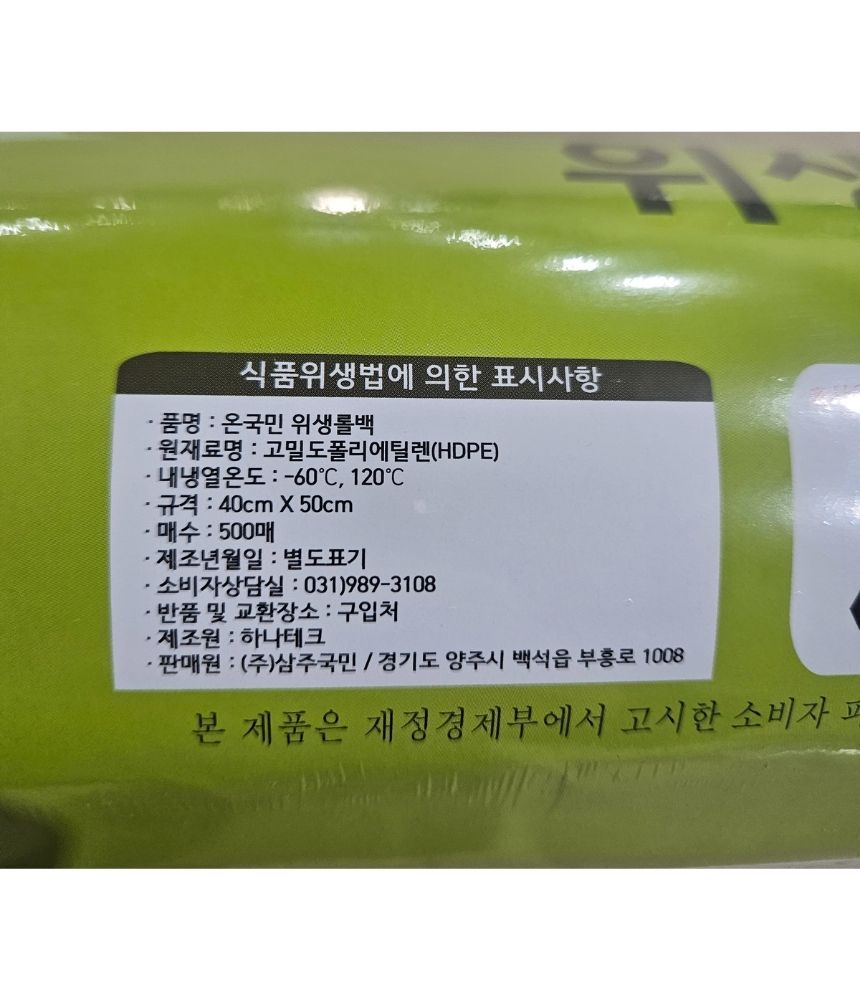 위생
식품위생법에 의한 표시사항
· 품명 : 온국민 위생롤백
· 원재료명 : 고밀도폴리에틸렌(HDPE)
· 내냉열온도 : -60℃, 120℃
· 규격 : 40cm X 50cm
· 매수 : 500매
· 제조년월일 : 별도표기
· 소비자상담실 : 031)989-3108
· 반품 및 교환장소 : 구입처
· 제조원 : 하나테크
· 판매원 : (주)삼주국민 / 경기도 양주시 백석읍 부흥로 1008
본 제품은 재정경제부에서 고시한 소비자